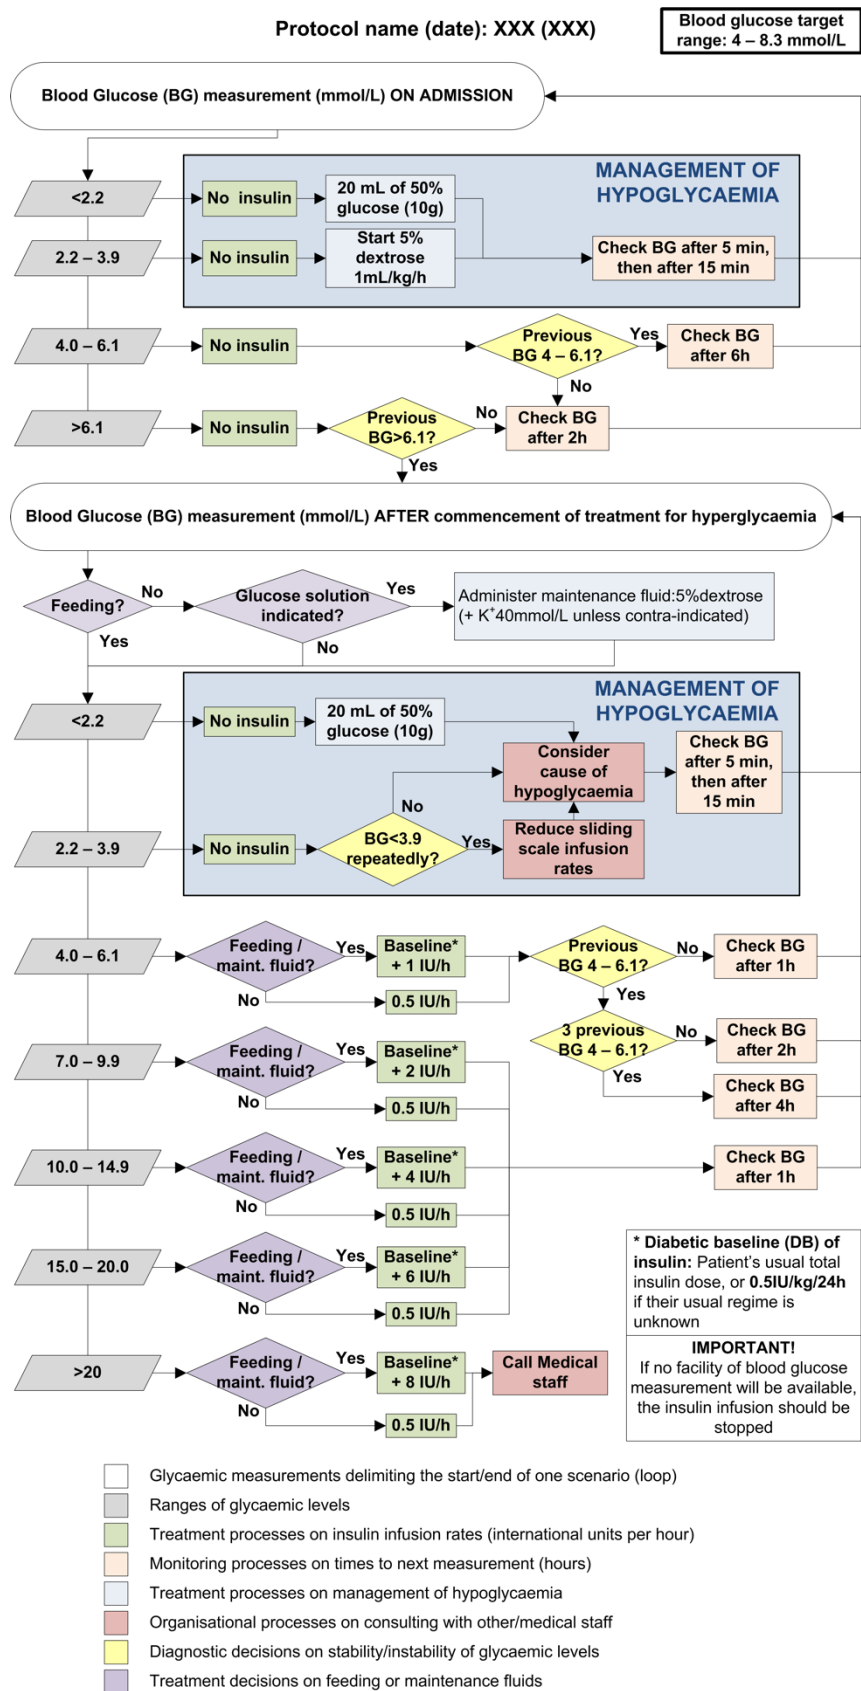 Protocol name (date): XXX (XXX)
Blood glucose target
range: 4 – 8.3 mmol/L
Blood Glucose (BG) measurement (mmol/L) ON ADMISSION
MANAGEMENT OF
HYPOGLYCAEMIA
<2.2
No insulin
20 mL of 50%
glucose (10g)
2.2 – 3.9
No insulin
Start 5%
dextrose
1mL/kg/h
Check BG after 5 min,
then after 15 min
4.0 – 6.1
No insulin
Previous
BG 4 – 6.1?
Yes
Check BG
after 6h
No
>6.1
No insulin
Previous
BG>6.1?
No
Check BG
after 2h
Yes
Blood Glucose (BG) measurement (mmol/L) AFTER commencement of treatment for hyperglycaemia
Feeding?
No
Glucose solution
indicated?
Yes
Administer maintenance fluid:5%dextrose
(+ K+40mmol/L unless contra-indicated)
Yes
No
MANAGEMENT OF
HYPOGLYCAEMIA
<2.2
No insulin
20 mL of 50%
glucose (10g)
Consider
cause of
hypoglycaemia
Check BG
after 5 min,
then after
15 min
No
2.2 – 3.9
No insulin
BG<3.9
repeatedly?
Yes
Reduce sliding
scale infusion
rates
4.0 – 6.1
Feeding /
maint. fluid?
Yes
Baseline*
+ 1 IU/h
No
0.5 IU/h
Previous
BG 4 – 6.1?
No
Check BG
after 1h
Yes
3 previous
BG 4 – 6.1?
No
Check BG
after 2h
Yes
Check BG
after 4h
7.0 – 9.9
Feeding /
maint. fluid?
Yes
Baseline*
+ 2 IU/h
No
0.5 IU/h
10.0 – 14.9
Feeding /
maint. fluid?
Yes
Baseline*
+ 4 IU/h
No
0.5 IU/h
Check BG
after 1h
15.0 – 20.0
Feeding /
maint. fluid?
Yes
Baseline*
+ 6 IU/h
No
0.5 IU/h
>20
Feeding /
maint. fluid?
Yes
Baseline*
+ 8 IU/h
No
0.5 IU/h
Call Medical
staff
* Diabetic baseline (DB) of
insulin: Patient's usual total
insulin dose, or 0.5IU/kg/24h
if their usual regime is
unknown
IMPORTANT!
If no facility of blood glucose
measurement will be available,
the insulin infusion should be
stopped
Glycaemic measurements delimiting the start/end of one scenario (loop)
Ranges of glycaemic levels
Treatment processes on insulin infusion rates (international units per hour)
Monitoring processes on times to next measurement (hours)
Treatment processes on management of hypoglycaemia
Organisational processes on consulting with other/medical staff
Diagnostic decisions on stability/instability of glycaemic levels
Treatment decisions on feeding or maintenance fluids